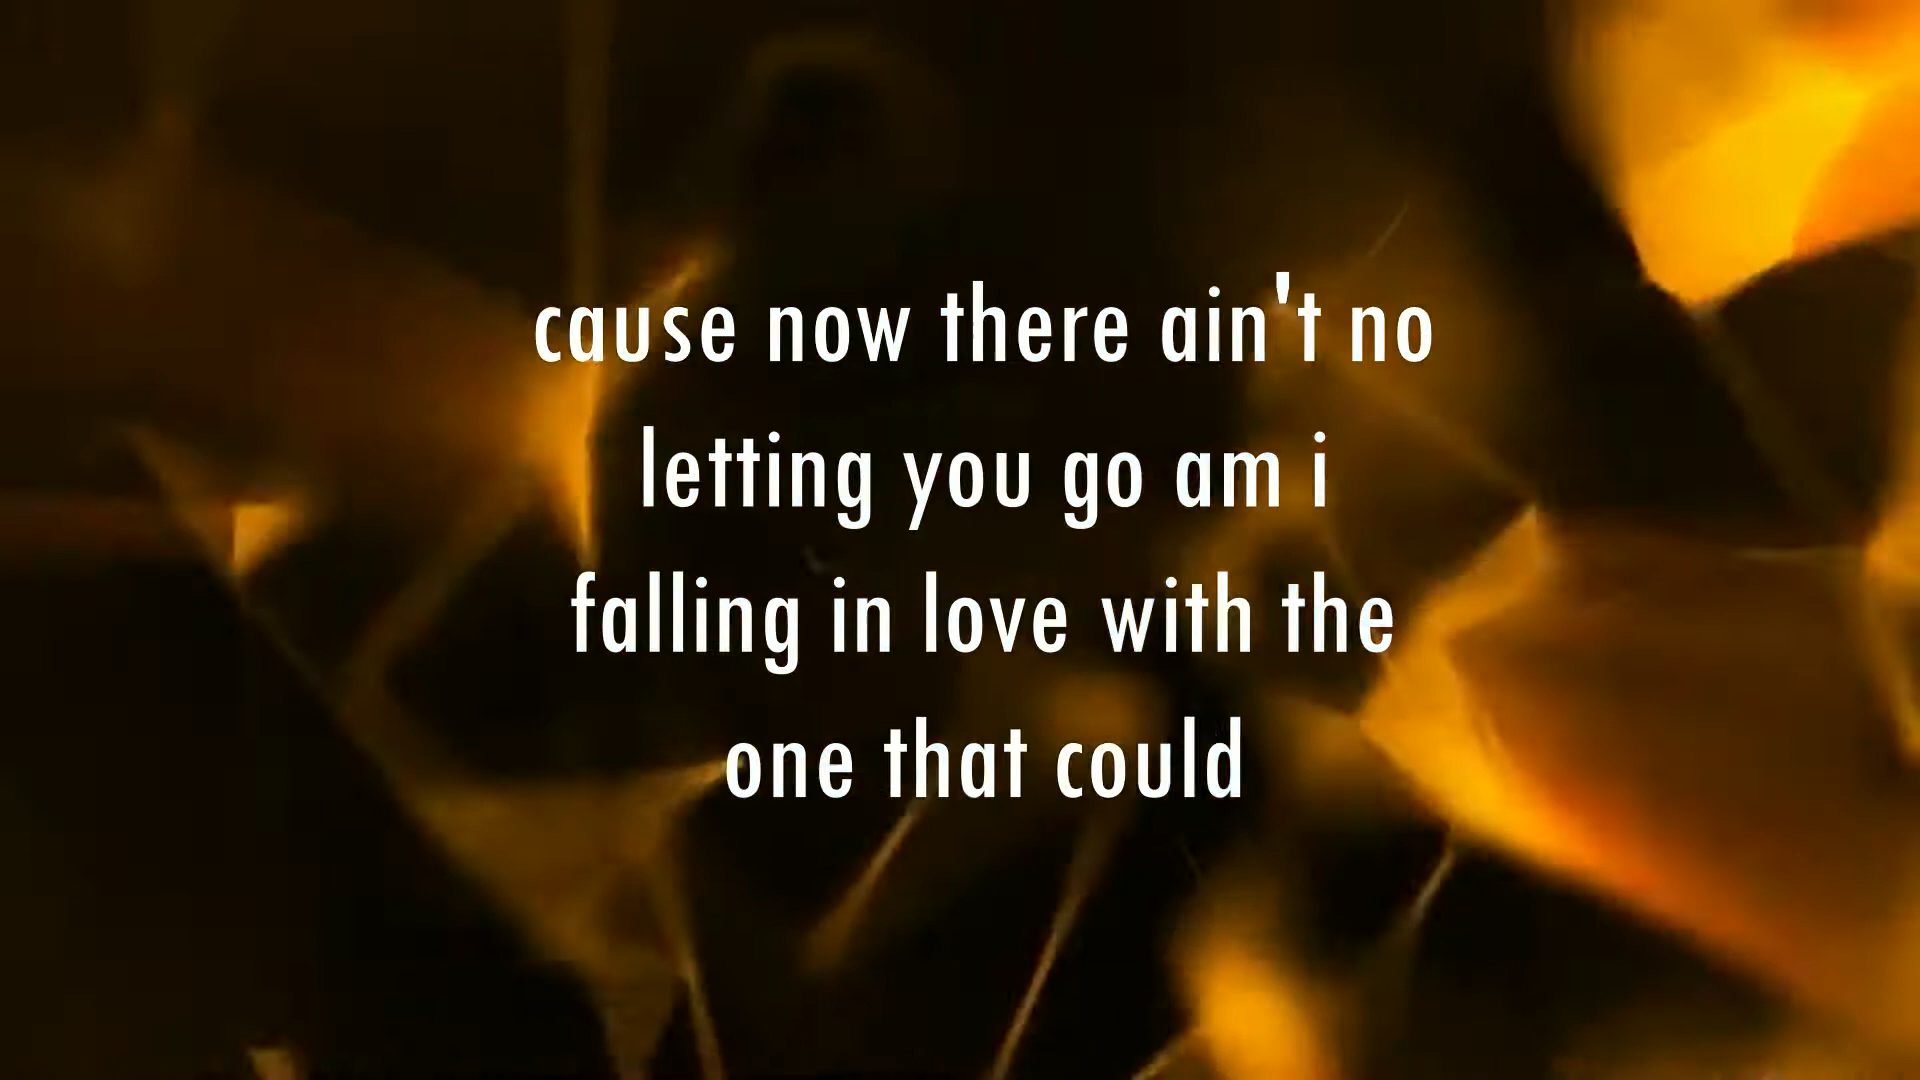 cause now there ain't no
letting you go am i
falling in love with the
one that could